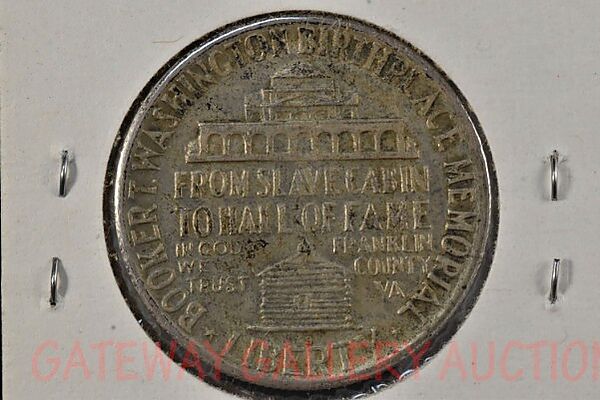 BOOKER T. WASHINGTON BIRTHPLACE MEMORIAL
FROM SLAVE CABIN
TO HALL OF FAME
IN GOD
WE
TRUST
FRANKLIN
COUNTY
VA.
LIBERTY
GATEWAY GALLERY AUCTION